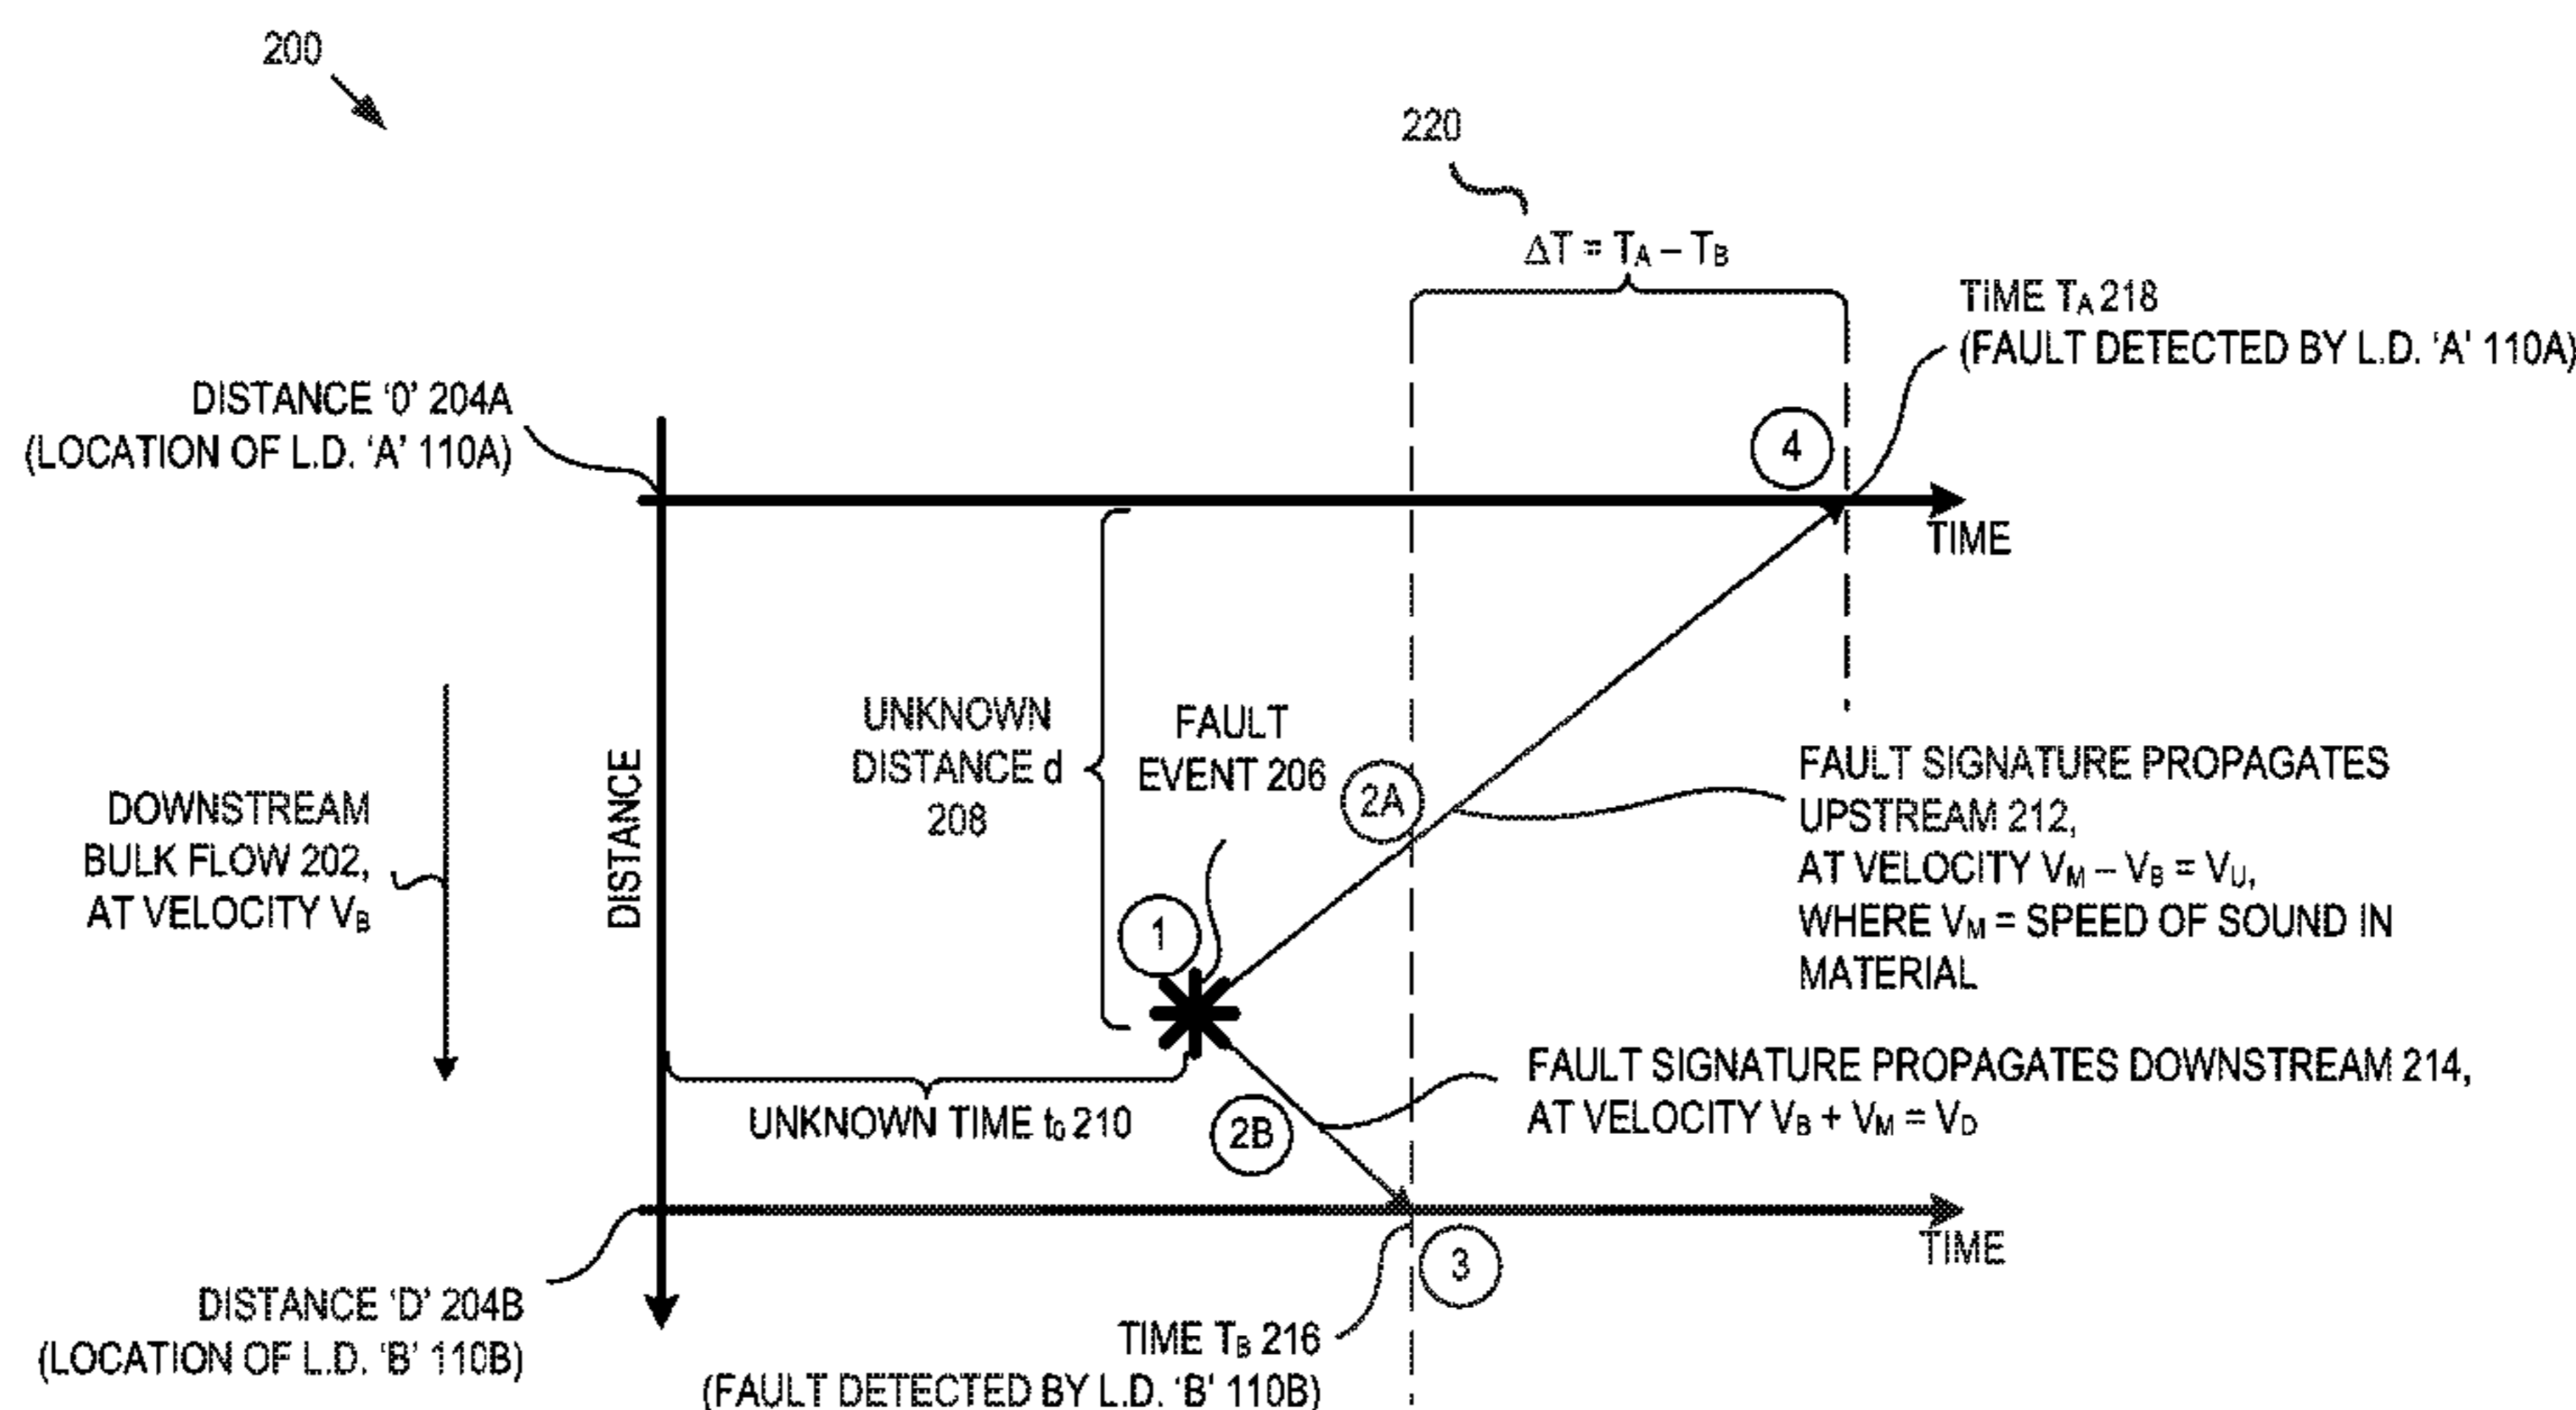 200
220
ΔT = TA – TB
TIME TA 218
(FAULT DETECTED BY L.D. ‘A’ 110A)
DISTANCE ‘0’ 204A
(LOCATION OF L.D. ‘A’ 110A)
4
TIME
UNKNOWN
DISTANCE d
208
FAULT
EVENT 206
2A
FAULT SIGNATURE PROPAGATES
UPSTREAM 212,
AT VELOCITY VM – VB = VU,
WHERE VM = SPEED OF SOUND IN
MATERIAL
DOWNSTREAM
BULK FLOW 202,
AT VELOCITY VB
DISTANCE
1
UNKNOWN TIME t0 210
2B
FAULT SIGNATURE PROPAGATES DOWNSTREAM 214,
AT VELOCITY VB + VM = VD
TIME
3
DISTANCE ‘D’ 204B
(LOCATION OF L.D. ‘B’ 110B)
TIME TB 216
(FAULT DETECTED BY L.D. ‘B’ 110B)